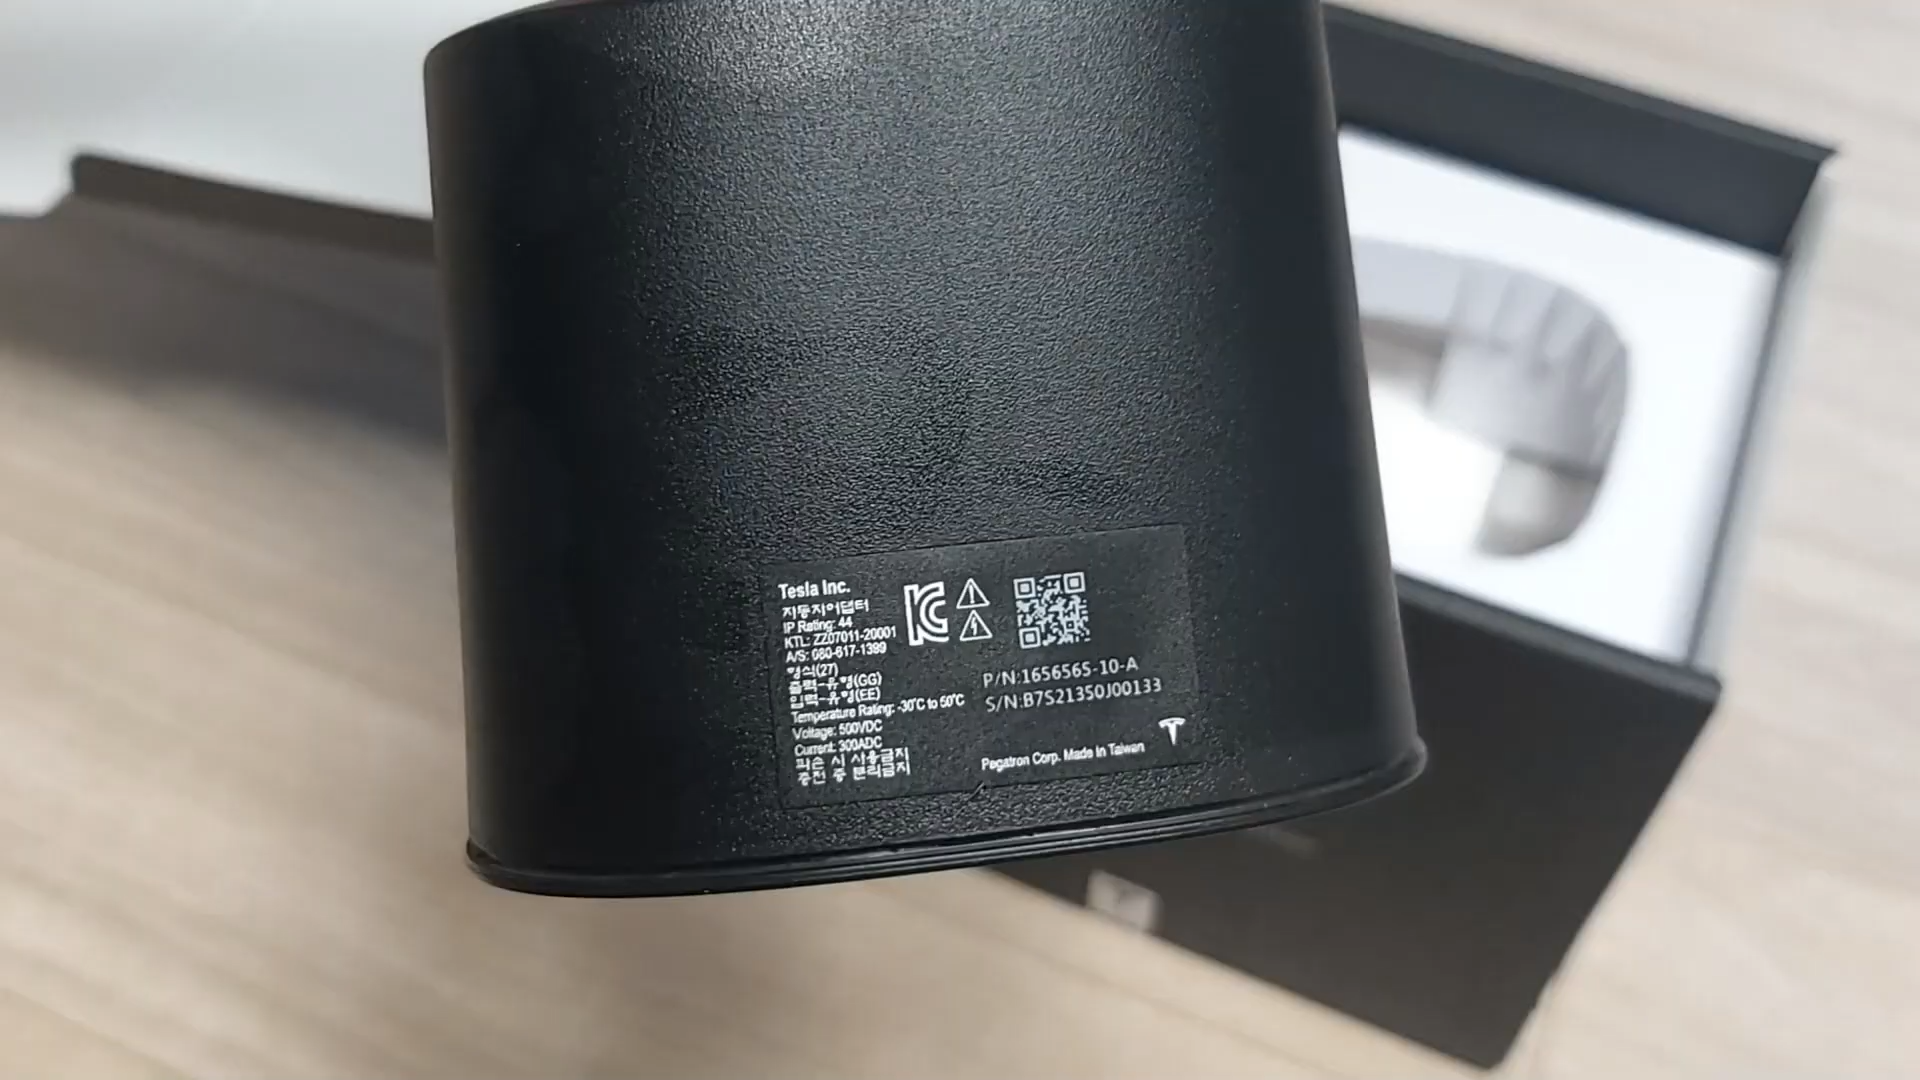 Tesla Inc.
자동차어댑터
IP Rating: 44
KTL: ZZ07011-20001
A/S: 080-617-1399
형식(27)
출력-유형(GG)
입력-유형(EE)
Temperature Rating: -30°C to 50°C
Voltage: 500VDC
Current: 300ADC
파손 시 사용금지
충전 중 분리금지
P/N:1656565-10-A
S/N:B7S21350J00133
Pegatron Corp. Made in Taiwan